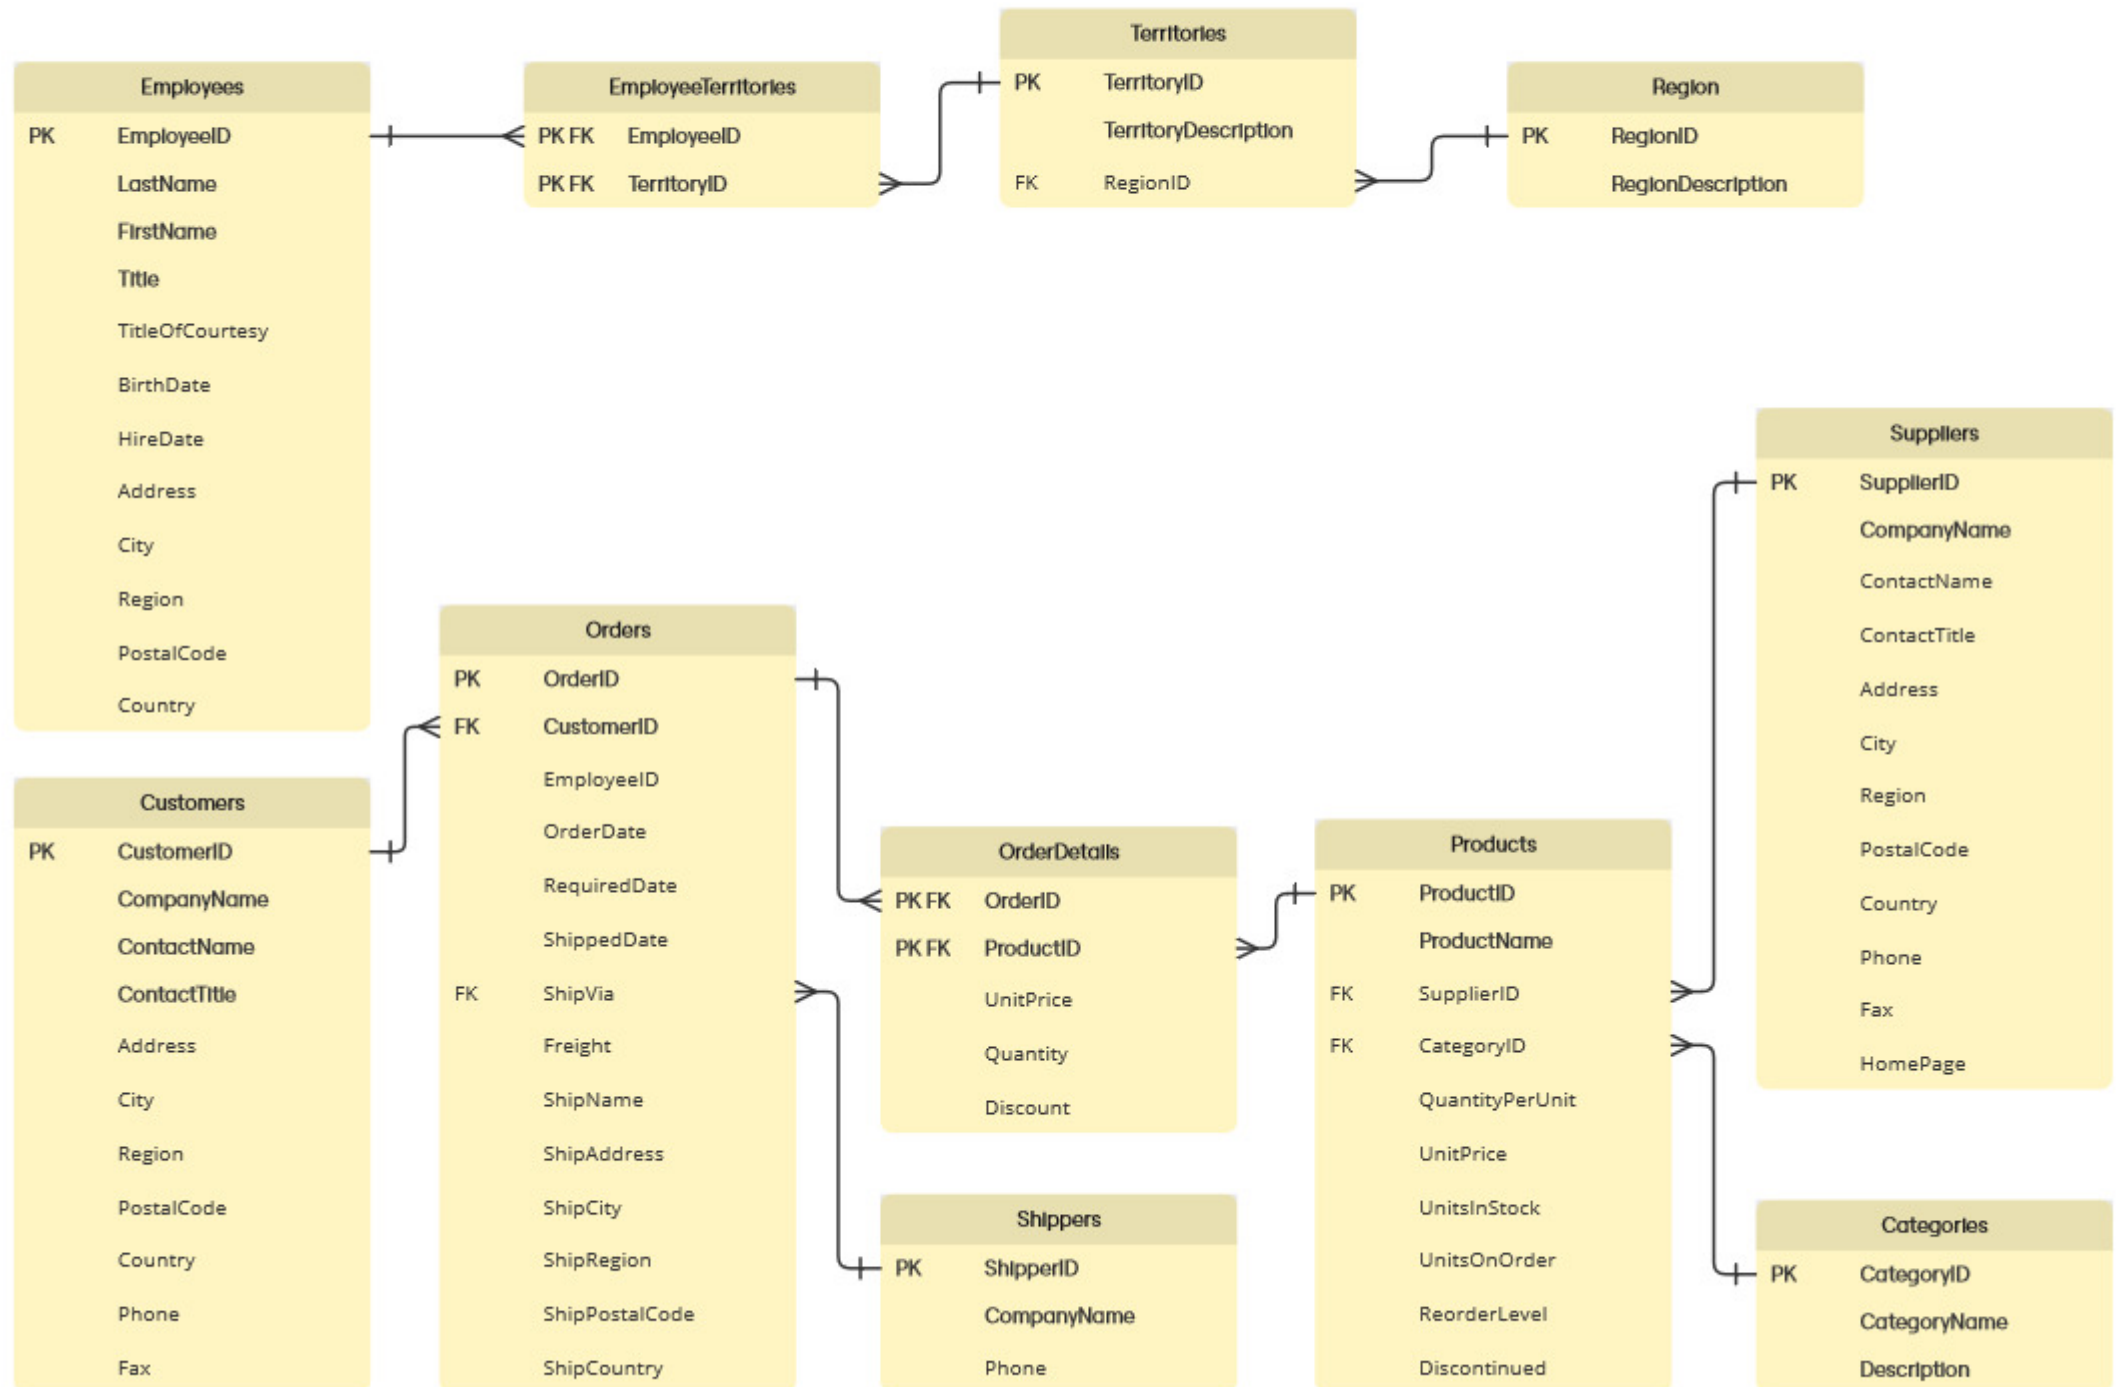 Employees
PK EmployeeID
LastName
FirstName
Title
TitleOfCourtesy
BirthDate
HireDate
Address
City
Region
PostalCode
Country
EmployeeTerritories
PK FK EmployeeID
PK FK TerritoryID
Territories
PK TerritoryID
TerritoryDescription
FK RegionID
Region
PK RegionID
RegionDescription
Customers
PK CustomerID
CompanyName
ContactName
ContactTitle
Address
City
Region
PostalCode
Country
Phone
Fax
Orders
PK OrderID
FK CustomerID
EmployeeID
OrderDate
RequiredDate
ShippedDate
FK ShipVia
Freight
ShipName
ShipAddress
ShipCity
ShipRegion
ShipPostalCode
ShipCountry
OrderDetails
PK FK OrderID
PK FK ProductID
UnitPrice
Quantity
Discount
Shippers
PK ShipperID
CompanyName
Phone
Products
PK ProductID
ProductName
FK SupplierID
FK CategoryID
QuantityPerUnit
UnitPrice
UnitsInStock
UnitsOnOrder
ReorderLevel
Discontinued
Suppliers
PK SupplierID
CompanyName
ContactName
ContactTitle
Address
City
Region
PostalCode
Country
Phone
Fax
HomePage
Categories
PK CategoryID
CategoryName
Description